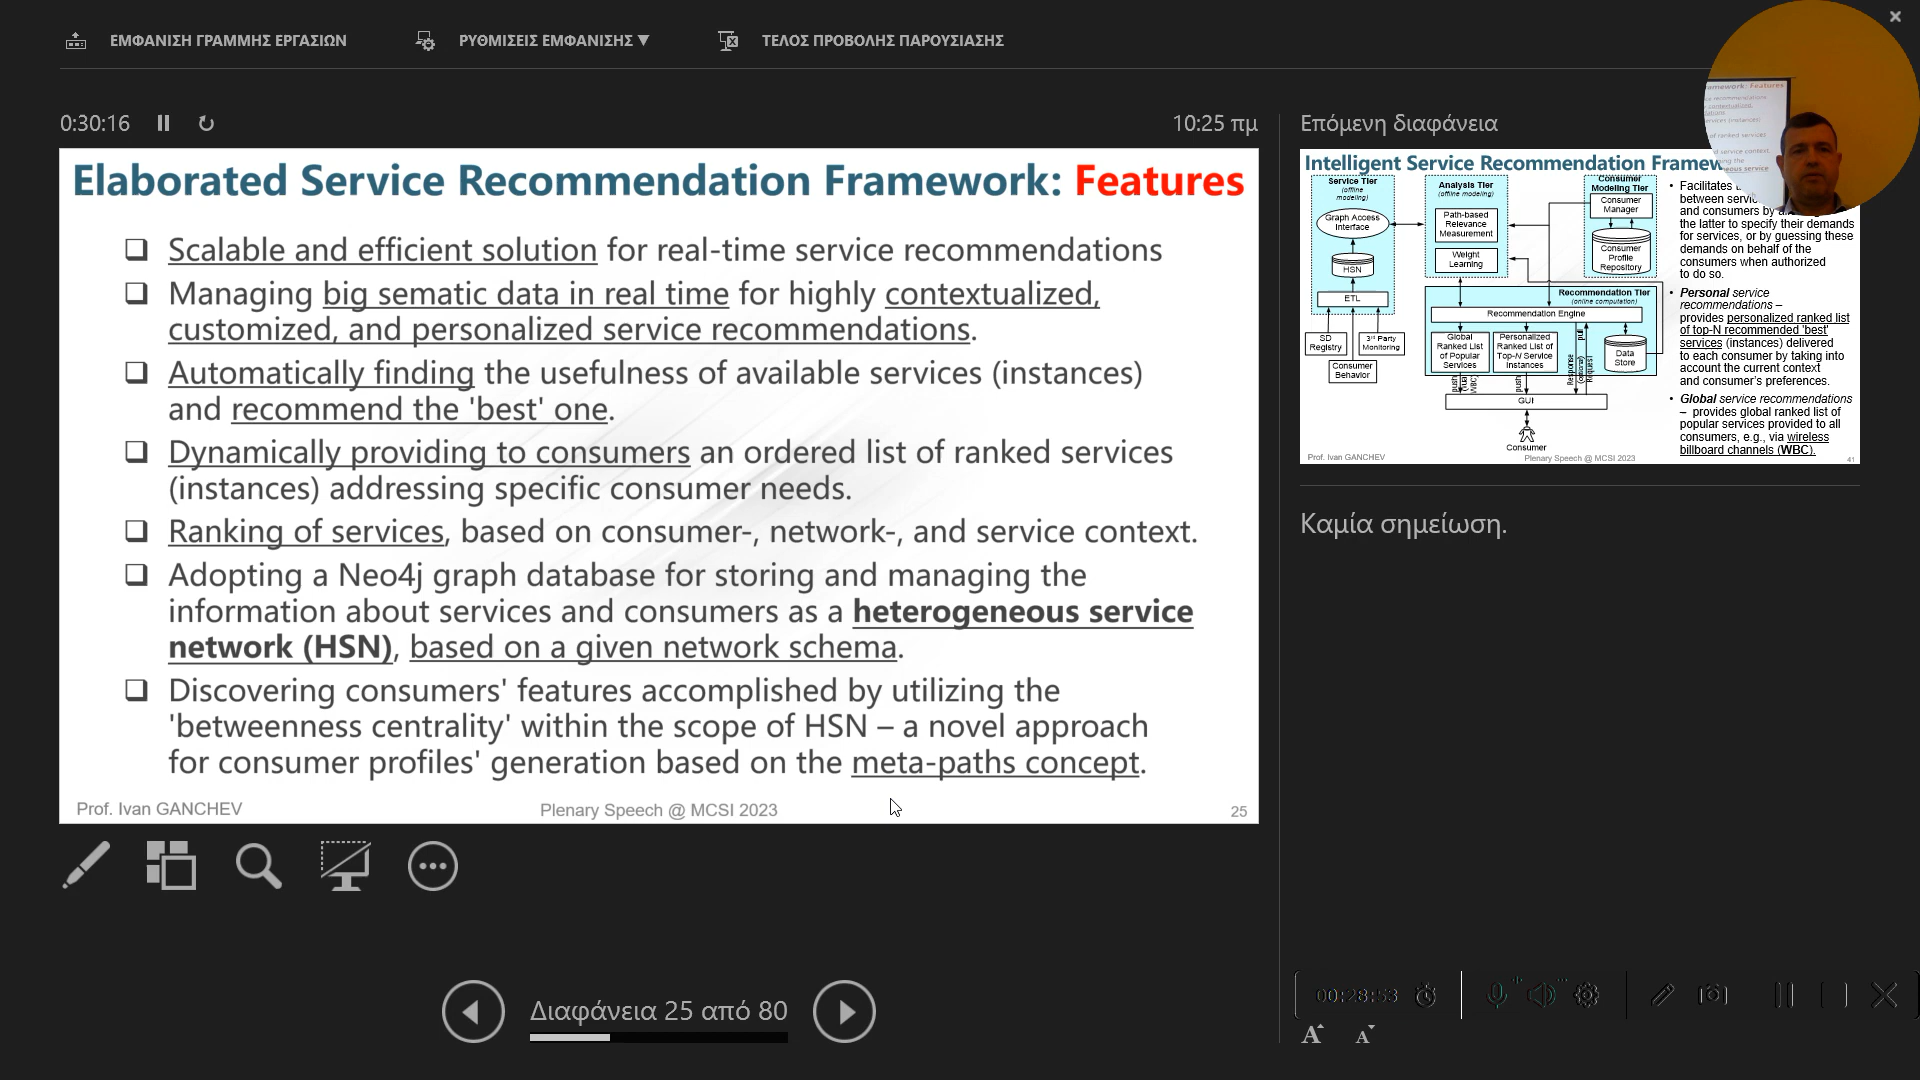 ΕΜΦΑΝΙΣΗ ΓΡΑΜΜΗΣ ΕΡΓΑΣΙΩΝ
ΡΥΘΜΙΣΕΙΣ ΕΜΦΑΝΙΣΗΣ ▼
ΤΕΛΟΣ ΠΡΟΒΟΛΗΣ ΠΑΡΟΥΣΙΑΣΗΣ
0:30:16
10:25 πμ
Elaborated Service Recommendation Framework: Features
Scalable and efficient solution for real-time service recommendations
Managing big sematic data in real time for highly contextualized,
customized, and personalized service recommendations.
Automatically finding the usefulness of available services (instances)
and recommend the 'best' one.
Dynamically providing to consumers an ordered list of ranked services
(instances) addressing specific consumer needs.
Ranking of services, based on consumer-, network-, and service context.
Adopting a Neo4j graph database for storing and managing the
information about services and consumers as a heterogeneous service
network (HSN), based on a given network schema.
Discovering consumers' features accomplished by utilizing the
'betweenness centrality' within the scope of HSN – a novel approach
for consumer profiles' generation based on the meta-paths concept.
Prof. Ivan GANCHEV
Plenary Speech @ MCSI 2023
25
Διαφάνεια 25 από 80
Επόμενη διαφάνεια
Intelligent Service Recommendation
Service Tier
(offline
modeling)
Graph Access
Interface
HSN
ETL
SD
Registry
3rd Party
Monitoring
Consumer
Behavior
Analysis Tier
(offline modeling)
Path-based
Relevance
Measurement
Weight
Learning
Consumer
Modeling Tier
Consumer
Manager
Consumer
Profile
Repository
Recommendation Tier
(online computation)
Recommendation Engine
Global
Ranked List
of Popular
Services
Personalized
Ranked List of
Top-N Service
Instances
Data
Store
push
(via
WBC)
push
Response
(optional)
Request
pull
GUI
Consumer
• Facilitates
between
and consumers by
the latter to specify their demands
for services, or by guessing these
demands on behalf of the
consumers when authorized
to do so.
• Personal service
recommendations –
provides personalized ranked list
of top-N recommended 'best'
services (instances) delivered
to each consumer by taking into
account the current context
and consumer's preferences.
• Global service recommendations
– provides global ranked list of
popular services provided to all
consumers, e.g., via wireless
billboard channels (WBC).
Prof. Ivan GANCHEV
Plenary Speech @ MCSI 2023
41
Καμία σημείωση.
00:28:53
A A